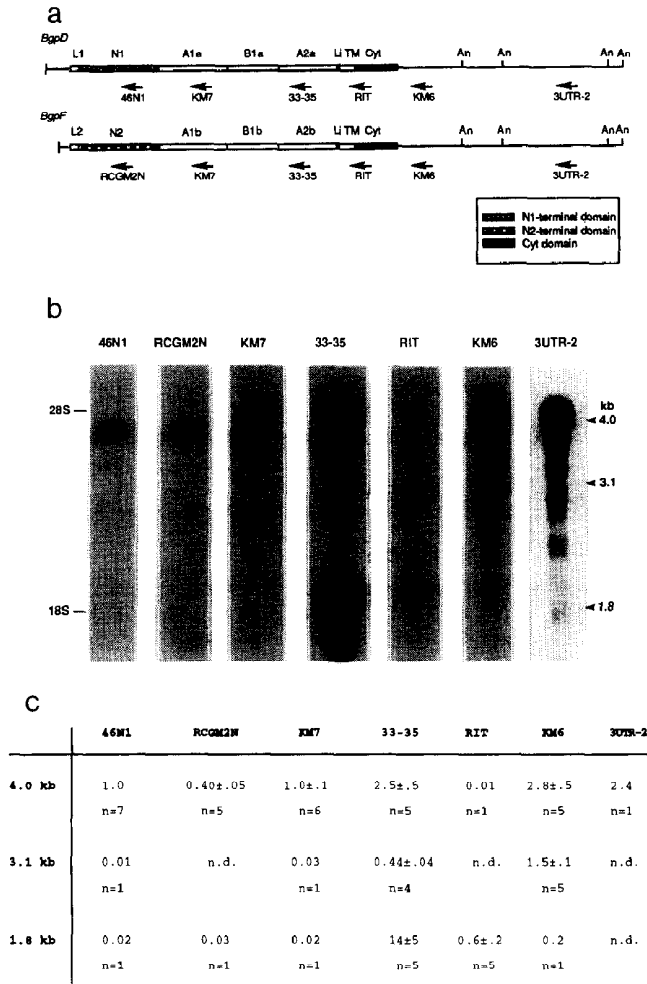 a
BgpD L1 N1 A1a B1a A2a Li TM Cyt An An An An
46N1 KM7 33-35 RIT KM6 3UTR-2
BgpF L2 N2 A1b B1b A2b Li TM Cyt An An An An
RCGM2N KM7 33-35 RIT KM6 3UTR-2
N1-terminal domain
N2-terminal domain
Cyt domain
b
46N1 RCGM2N KM7 33-35 RIT KM6 3UTR-2
kb
28S
4.0
3.1
18S
1.8
c
46N1 RCGM2N KM7 33-35 RIT KM6 3UTR-2
4.0 kb 1.0 0.40±.05 1.0±.1 2.5±.5 0.01 2.8±.5 2.4
n=7 n=5 n=6 n=5 n=1 n=5 n=1
3.1 kb 0.01 n.d. 0.03 0.44±.04 n.d. 1.5±.1 n.d.
n=1 n=1 n=4 n=5
1.8 kb 0.02 0.03 0.02 14±5 0.6±.2 0.2 n.d.
n=1 n=1 n=1 n=5 n=5 n=1